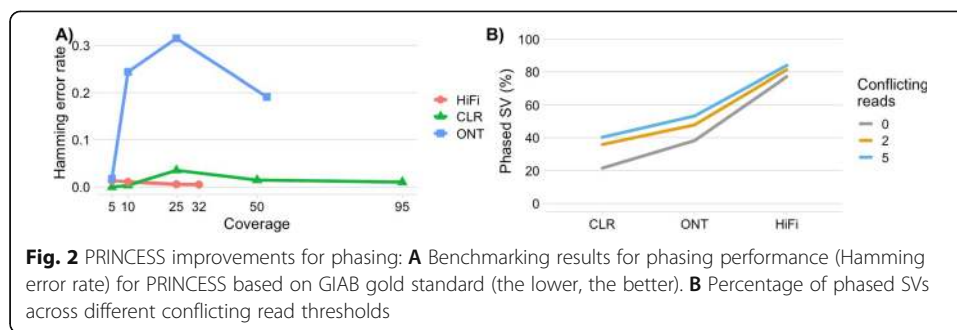 A)
Hamming error rate
0.3
0.2
0.1
0.0
5 10 25 32 50 95
Coverage
HiFi
CLR
ONT
B)
Phased SV (%)
100
80
60
40
20
0
CLR ONT HiFi
Conflicting
reads
0
2
5
Fig. 2 PRINCESS improvements for phasing: A Benchmarking results for phasing performance (Hamming
error rate) for PRINCESS based on GIAB gold standard (the lower, the better). B Percentage of phased SVs
across different conflicting read thresholds